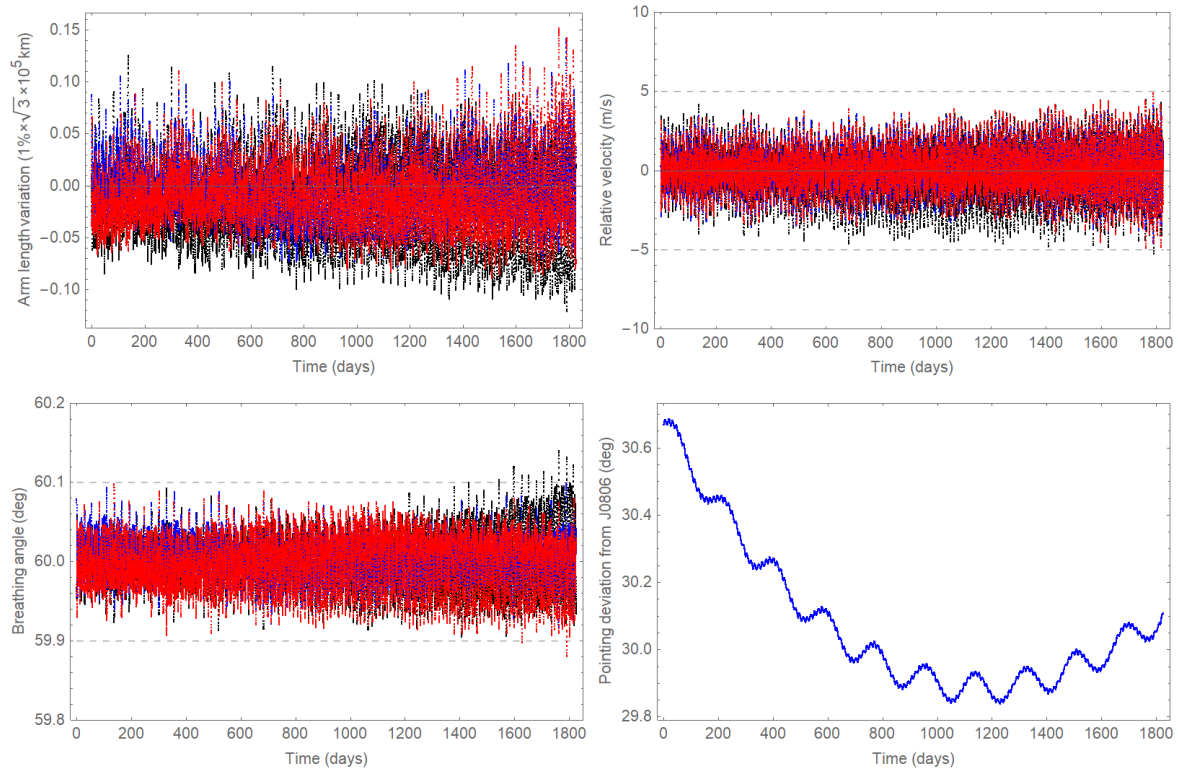 Arm length variation (1%×√3 ×10^5 km)
0.15
0.10
0.05
0.00
−0.05
−0.10
0 200 400 600 800 1000 1200 1400 1600 1800
Time (days)
Relative velocity (m/s)
10
5
0
−5
−10
0 200 400 600 800 1000 1200 1400 1600 1800
Time (days)
Breathing angle (deg)
60.2
60.1
60.0
59.9
59.8
0 200 400 600 800 1000 1200 1400 1600 1800
Time (days)
Pointing deviation from J0806 (deg)
30.6
30.4
30.2
30.0
29.8
0 200 400 600 800 1000 1200 1400 1600 1800
Time (days)